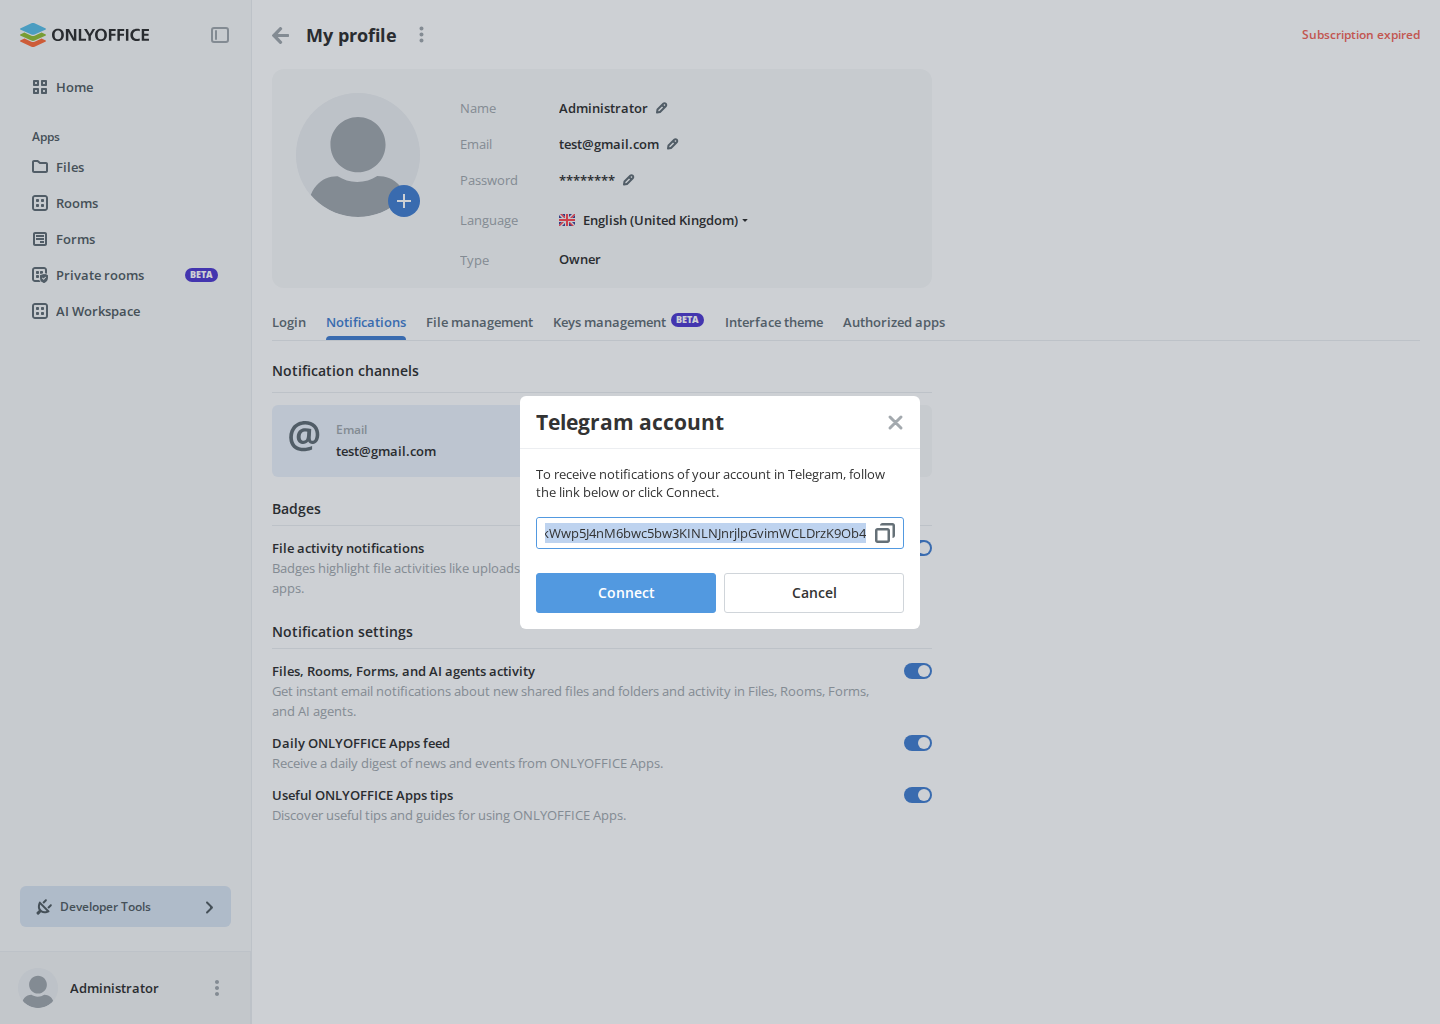 ONLYOFFICE
Home
Apps
Files
Rooms
Forms
Private rooms BETA
AI Workspace
Developer Tools
Administrator
My profile
Subscription expired
Name Administrator
Email test@gmail.com
Password ********
Language English (United Kingdom)
Type Owner
Login Notifications File management Keys management BETA Interface theme Authorized apps
Notification channels
@ Email
test@gmail.com
Badges
File activity notifications
Badges highlight file activities like uploads
apps.
Notification settings
Files, Rooms, Forms, and AI agents activity
Get instant email notifications about new shared files and folders and activity in Files, Rooms, Forms,
and AI agents.
Daily ONLYOFFICE Apps feed
Receive a daily digest of news and events from ONLYOFFICE Apps.
Useful ONLYOFFICE Apps tips
Discover useful tips and guides for using ONLYOFFICE Apps.
Telegram account
To receive notifications of your account in Telegram, follow
the link below or click Connect.
Connect Cancel